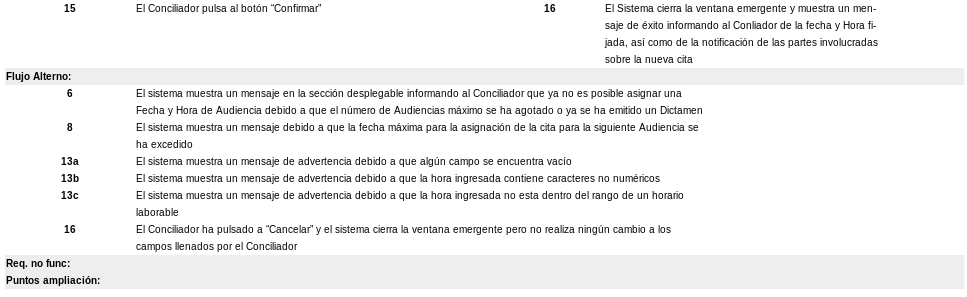 15 El Conciliador pulsa al botón “Confirmar” 16 El Sistema cierra la ventana emergente y muestra un men-
saje de éxito informando al Conliador de la fecha y Hora fi-
jada, así como de la notificación de las partes involucradas
sobre la nueva cita
Flujo Alterno:
6 El sistema muestra un mensaje en la sección desplegable informando al Conciliador que ya no es posible asignar una
Fecha y Hora de Audiencia debido a que el número de Audiencias máximo se ha agotado o ya se ha emitido un Dictamen
8 El sistema muestra un mensaje debido a que la fecha máxima para la asignación de la cita para la siguiente Audiencia se
ha excedido
13a El sistema muestra un mensaje de advertencia debido a que algún campo se encuentra vacío
13b El sistema muestra un mensaje de advertencia debido a que la hora ingresada contiene caracteres no numéricos
13c El sistema muestra un mensaje de advertencia debido a que la hora ingresada no esta dentro del rango de un horario
laborable
16 El Conciliador ha pulsado a “Cancelar” y el sistema cierra la ventana emergente pero no realiza ningún cambio a los
campos llenados por el Conciliador
Req. no func:
Puntos ampliación: